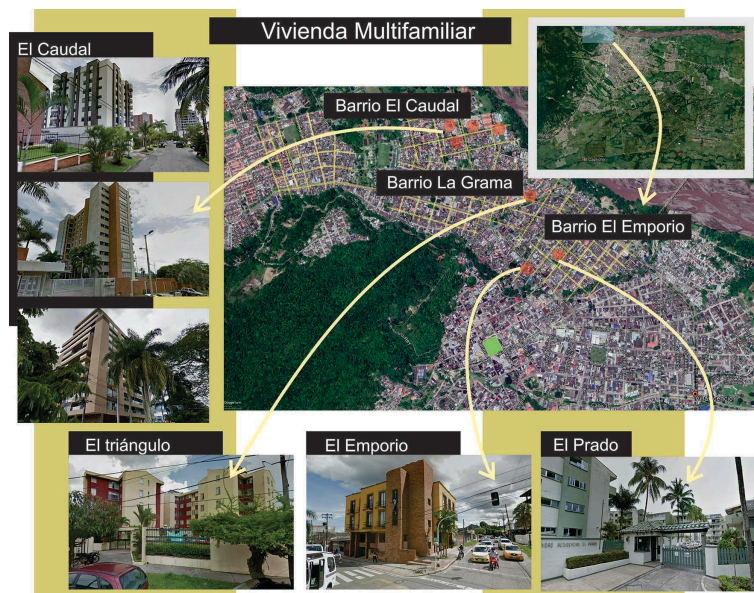 Vivienda Multifamiliar
El Caudal
Barrio El Caudal
Barrio La Grama
Barrio El Emporio
El triángulo
El Emporio
El Prado